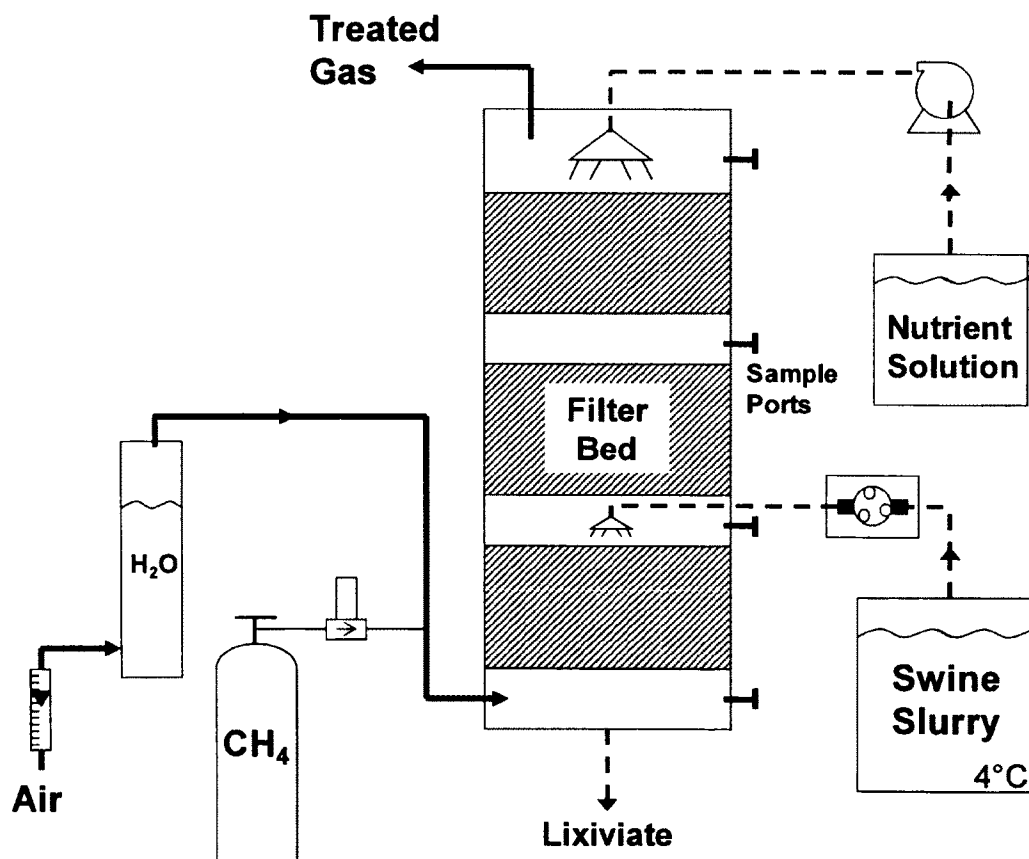 Treated
Gas
Nutrient
Solution
Sample
Ports
Filter
Bed
H₂O
Swine
Slurry
4°C
CH₄
Air
Lixiviate